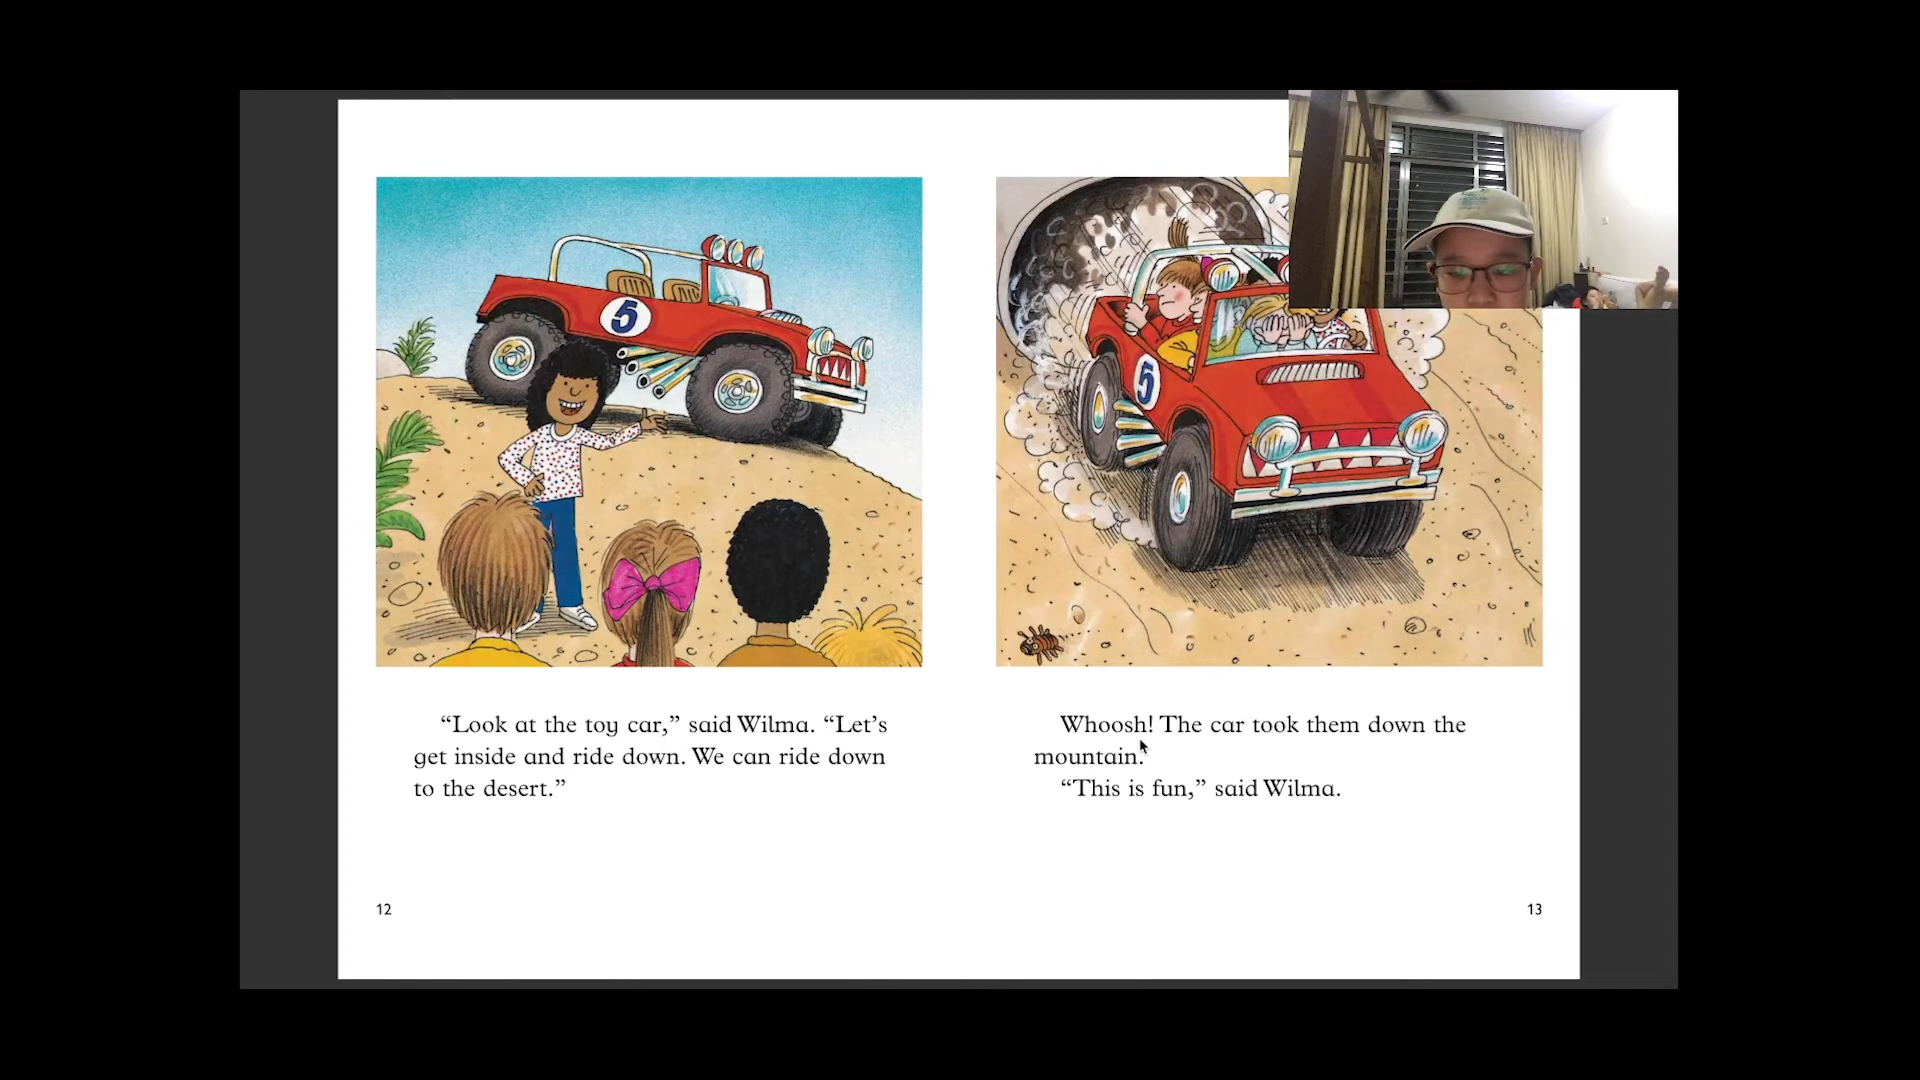 5
"Look at the toy car," said Wilma. "Let's
get inside and ride down. We can ride down
to the desert."
12
5
Whoosh! The car took them down the
mountain.
"This is fun," said Wilma.
13